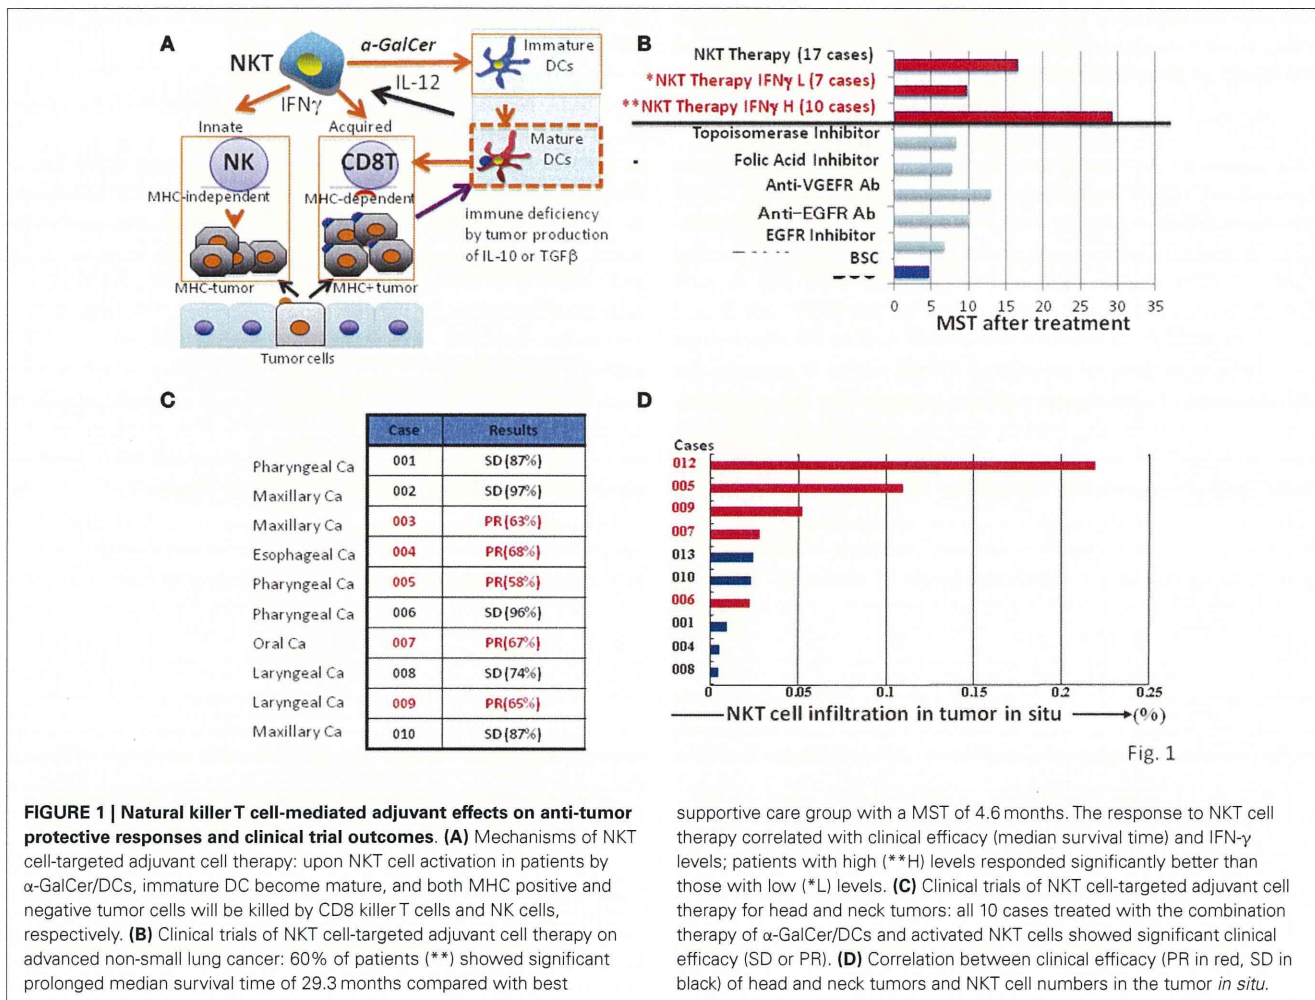 A
NKT
α-GalCer
IL-12
IFNγ
Immature
DCs
Innate
Acquired
NK
CD8T
Mature
DCs
MHC-independent
MHC-dependent
Immune deficiency
by tumor production
of IL-10 or TGFβ
MHC-tumor
MHC+ tumor
Tumor cells
B
NKT Therapy (17 cases)
*NKT Therapy IFNγ L (7 cases)
**NKT Therapy IFNγ H (10 cases)
Topoisomerase Inhibitor
Folic Acid Inhibitor
Anti-VGEFR Ab
Anti-EGFR Ab
EGFR Inhibitor
BSC
0 5 10 15 20 25 30 35
MST after treatment
C
Case Results
Pharyngeal Ca 001 SD (87%)
Maxillary Ca 002 SD (97%)
Maxillary Ca 003 PR(63%)
Esophageal Ca 004 PR(68%)
Pharyngeal Ca 005 PR(58%)
Pharyngeal Ca 006 SD (96%)
Oral Ca 007 PR(67%)
Laryngeal Ca 008 SD (74%)
Laryngeal Ca 009 PR(65%)
Maxillary Ca 010 SD (87%)
D
Cases
012
005
009
007
013
010
006
001
004
008
0 0.05 0.1 0.15 0.2 0.25
NKT cell infiltration in tumor in situ (%)
Fig. 1
FIGURE 1 | Natural killer T cell-mediated adjuvant effects on anti-tumor
protective responses and clinical trial outcomes. (A) Mechanisms of NKT
cell-targeted adjuvant cell therapy: upon NKT cell activation in patients by
α-GalCer/DCs, immature DC become mature, and both MHC positive and
negative tumor cells will be killed by CD8 killer T cells and NK cells,
respectively. (B) Clinical trials of NKT cell-targeted adjuvant cell therapy on
advanced non-small lung cancer: 60% of patients (**) showed significant
prolonged median survival time of 29.3 months compared with best
supportive care group with a MST of 4.6 months. The response to NKT cell
therapy correlated with clinical efficacy (median survival time) and IFN-γ
levels; patients with high (**H) levels responded significantly better than
those with low (*L) levels. (C) Clinical trials of NKT cell-targeted adjuvant cell
therapy for head and neck tumors: all 10 cases treated with the combination
therapy of α-GalCer/DCs and activated NKT cells showed significant clinical
efficacy (SD or PR). (D) Correlation between clinical efficacy (PR in red, SD in
black) of head and neck tumors and NKT cell numbers in the tumor in situ.